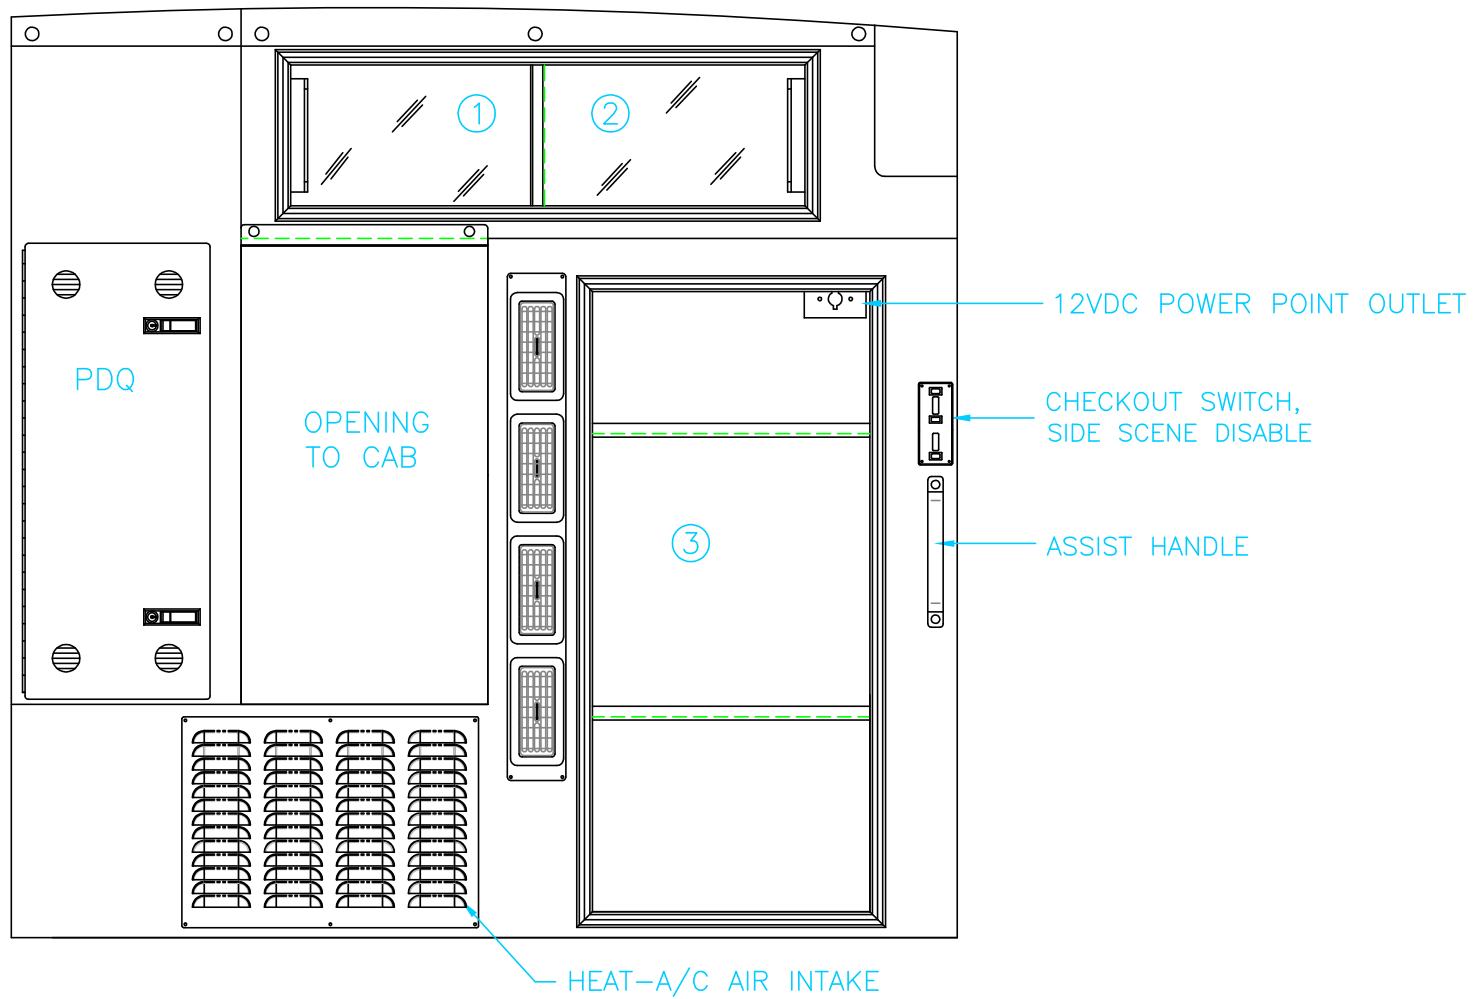 1
2
12VDC POWER POINT OUTLET
PDQ
OPENING
TO CAB
CHECKOUT SWITCH,
SIDE SCENE DISABLE
3
ASSIST HANDLE
HEAT-A/C AIR INTAKE